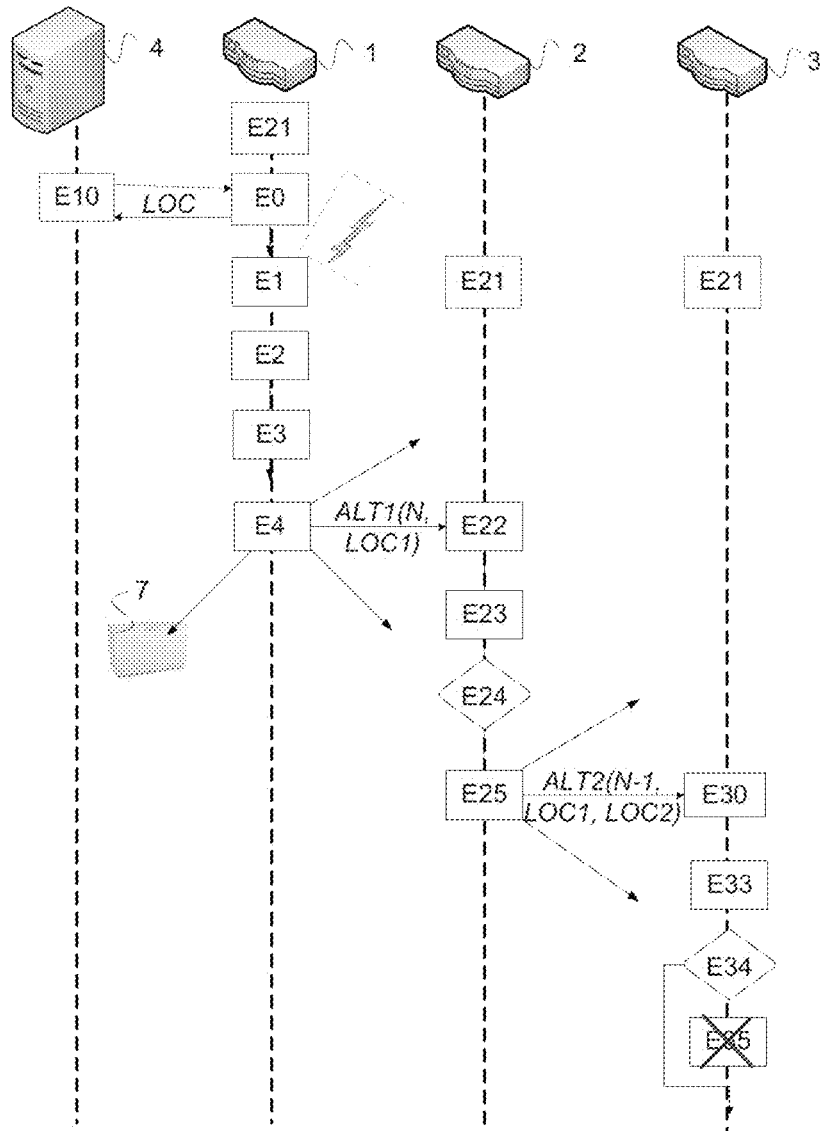 4
1
2
3
E21
E10
LOC
E0
E1
E21
E21
E2
E3
E4
ALT1(N,
LOC1)
E22
7
E23
E24
E25
ALT2(N-1,
LOC1, LOC2)
E30
E33
E34
E35